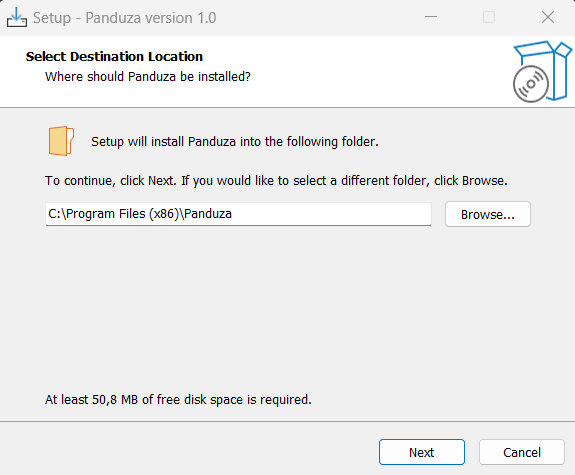 Setup - Panduza version 1.0
Select Destination Location
Where should Panduza be installed?
Setup will install Panduza into the following folder.
To continue, click Next. If you would like to select a different folder, click Browse.
C:\Program Files (x86)\Panduza
Browse...
At least 50,8 MB of free disk space is required.
Next
Cancel